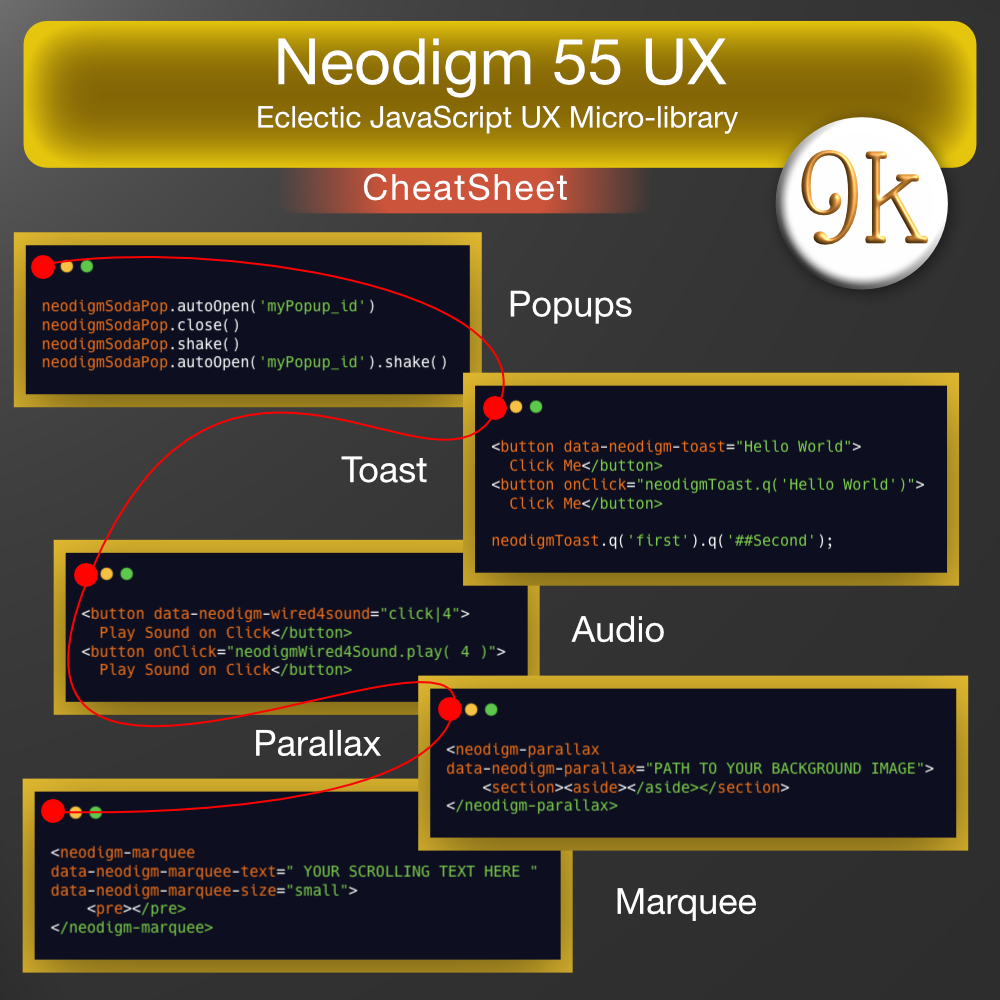 Neodigm 55 UX
Eclectic JavaScript UX Micro-library
CheatSheet
9k
neodigmSodaPop.autoOpen('myPopup_id')
neodigmSodaPop.close()
neodigmSodaPop.shake()
neodigmSodaPop.autoOpen('myPopup_id').shake()
Popups
<button data-neodigm-toast="Hello World">
  Click Me</button>
<button onClick="neodigmToast.q('Hello World')">
  Click Me</button>
neodigmToast.q('first').q('##Second');
Toast
<button data-neodigm-wired4sound="click|4">
  Play Sound on Click</button>
<button onClick="neodigmWired4Sound.play( 4 )">
  Play Sound on Click</button>
Audio
<neodigm-parallax
data-neodigm-parallax="PATH TO YOUR BACKGROUND IMAGE">
    <section><aside></aside></section>
</neodigm-parallax>
Parallax
<neodigm-marquee
data-neodigm-marquee-text=" YOUR SCROLLING TEXT HERE "
data-neodigm-marquee-size="small">
    <pre></pre>
</neodigm-marquee>
Marquee